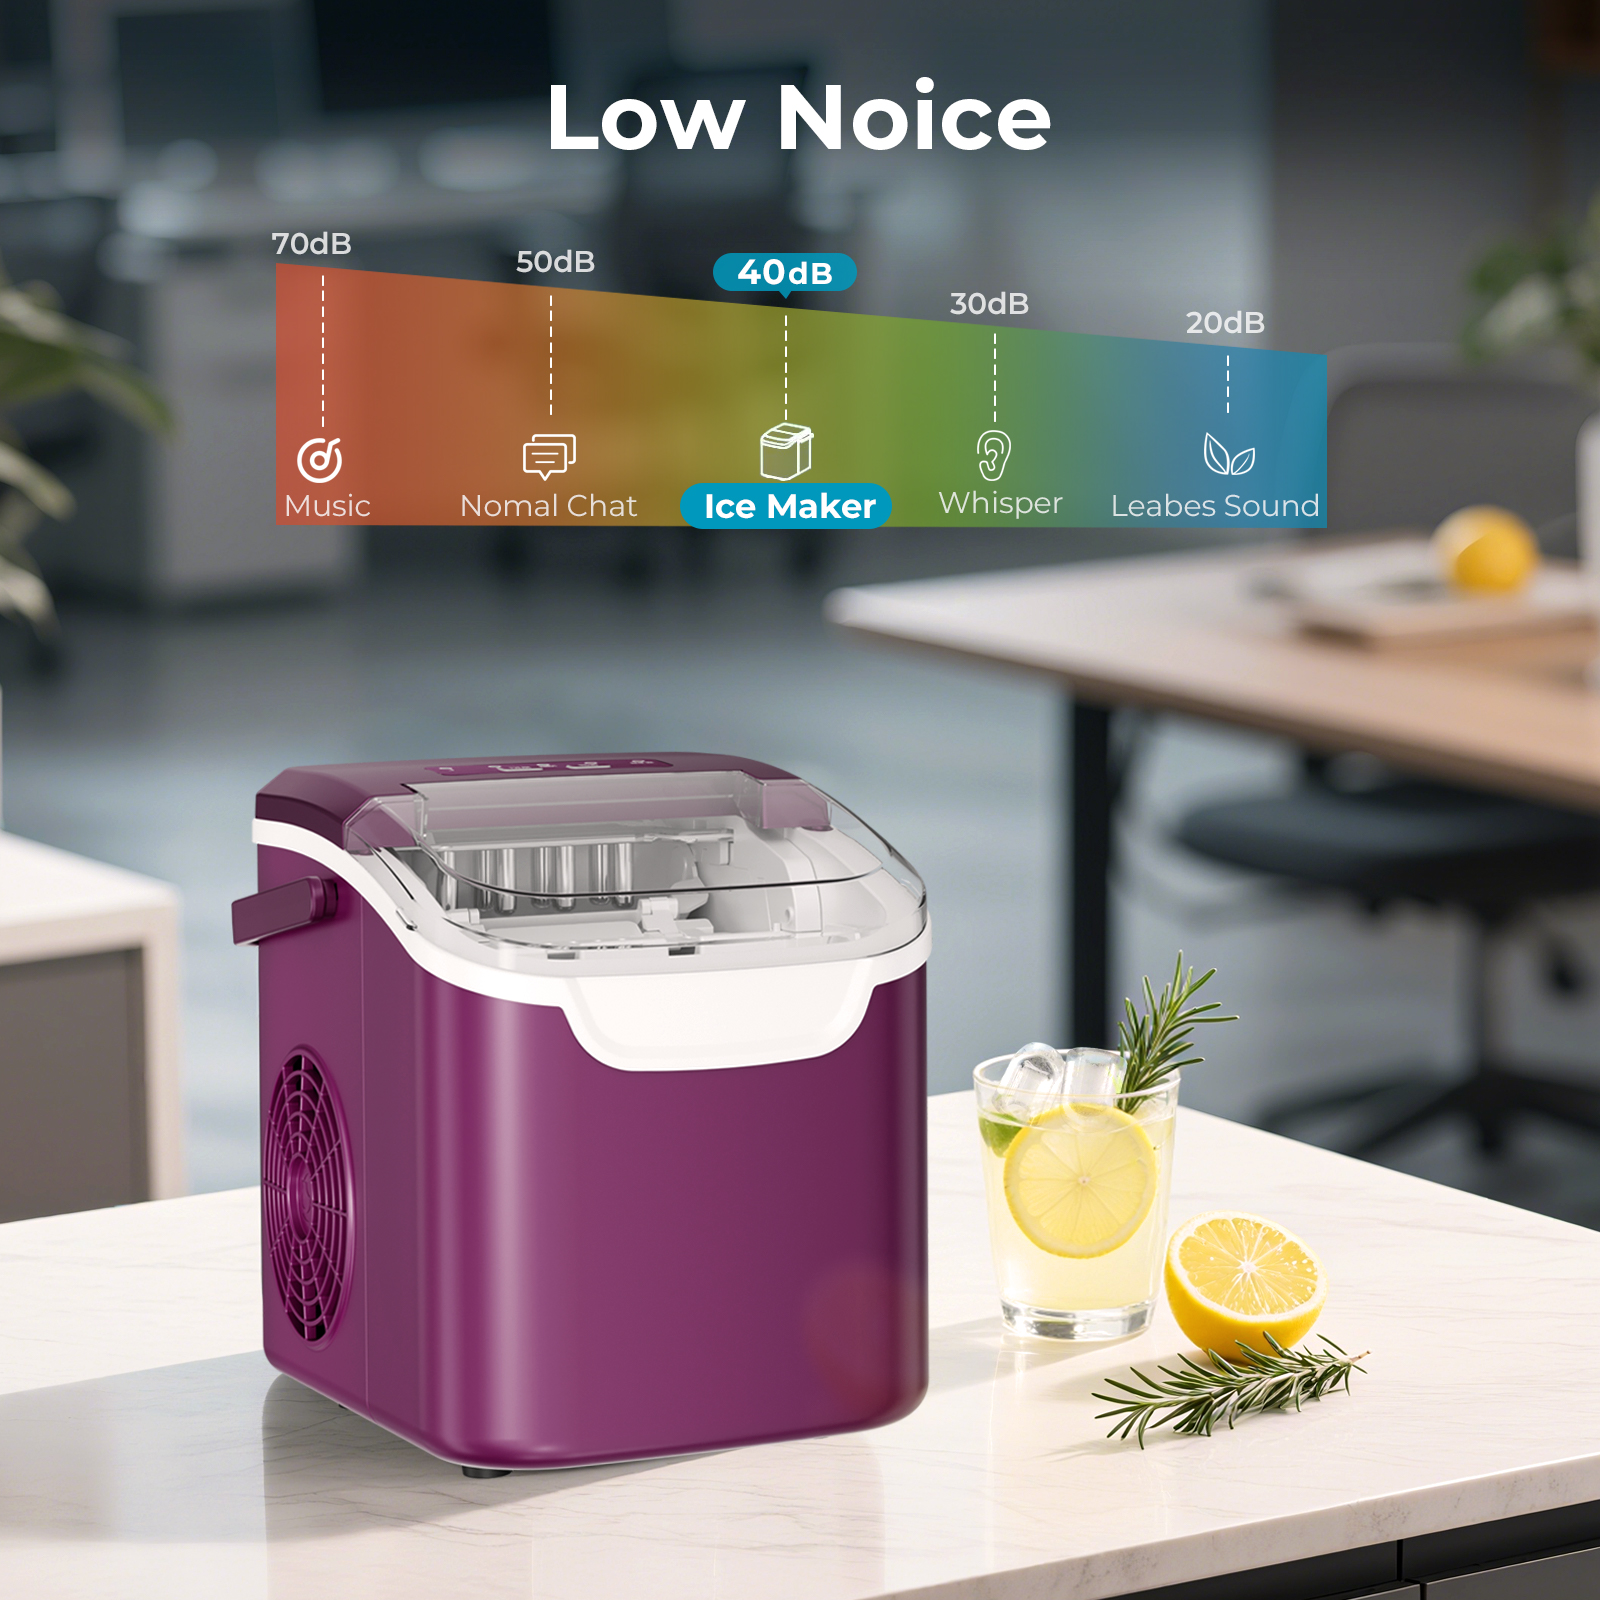 Low Noice
70dB
50dB
40dB
30dB
20dB
Music
Nomal Chat
Ice Maker
Whisper
Leabes Sound